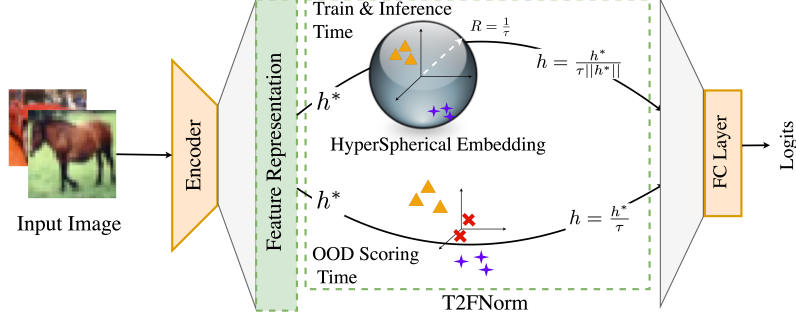 Train & Inference
Time
R = 1/τ
h*
h = h*/τ||h*||
HyperSpherical Embedding
Encoder
Feature Representation
FC Layer
Logits
Input Image
h*
h = h*/τ
OOD Scoring
Time
T2FNorm